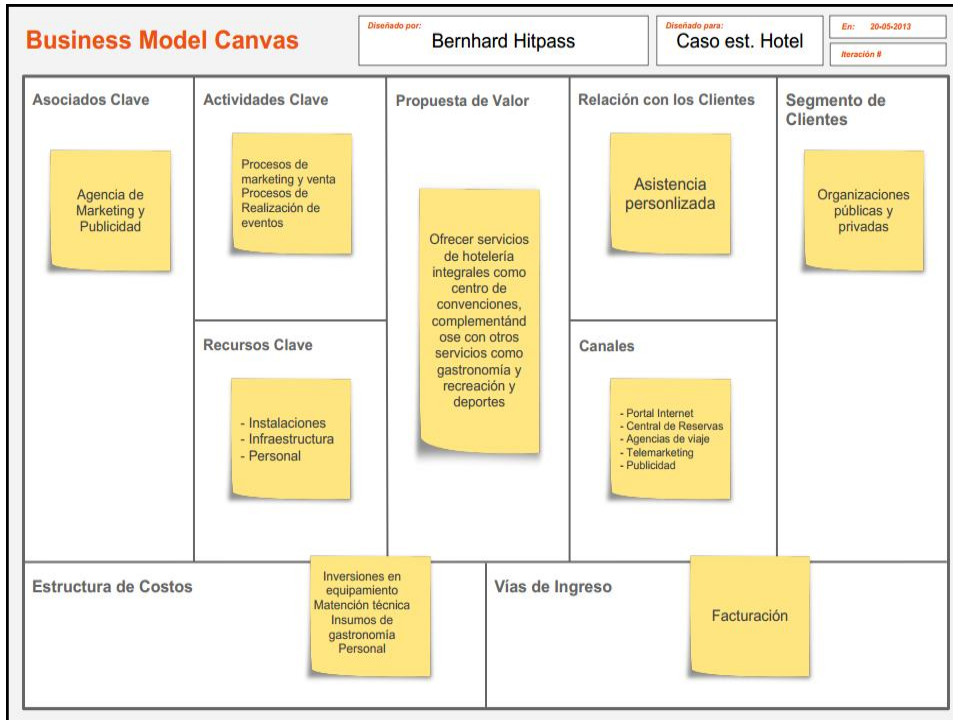 Business Model Canvas
Diseñado por:
Bernhard Hitpass
Diseñado para:
Caso est. Hotel
En: 20-05-2013
Iteración #
Asociados Clave
Agencia de
Marketing y
Publicidad
Actividades Clave
Procesos de
marketing y venta
Procesos de
Realización de
eventos
Recursos Clave
- Instalaciones
- Infraestructura
- Personal
Propuesta de Valor
Ofrecer servicios
de hotelería
integrales como
centro de
convenciones,
complementánd
ose con otros
servicios como
gastronomía y
recreación y
deportes
Relación con los Clientes
Asistencia
personlizada
Canales
- Portal Internet
- Central de Reservas
- Agencias de viaje
- Telemarketing
- Publicidad
Segmento de
Clientes
Organizaciones
públicas y
privadas
Estructura de Costos
Inversiones en
equipamiento
Matención técnica
Insumos de
gastronomía
Personal
Vías de Ingreso
Facturación